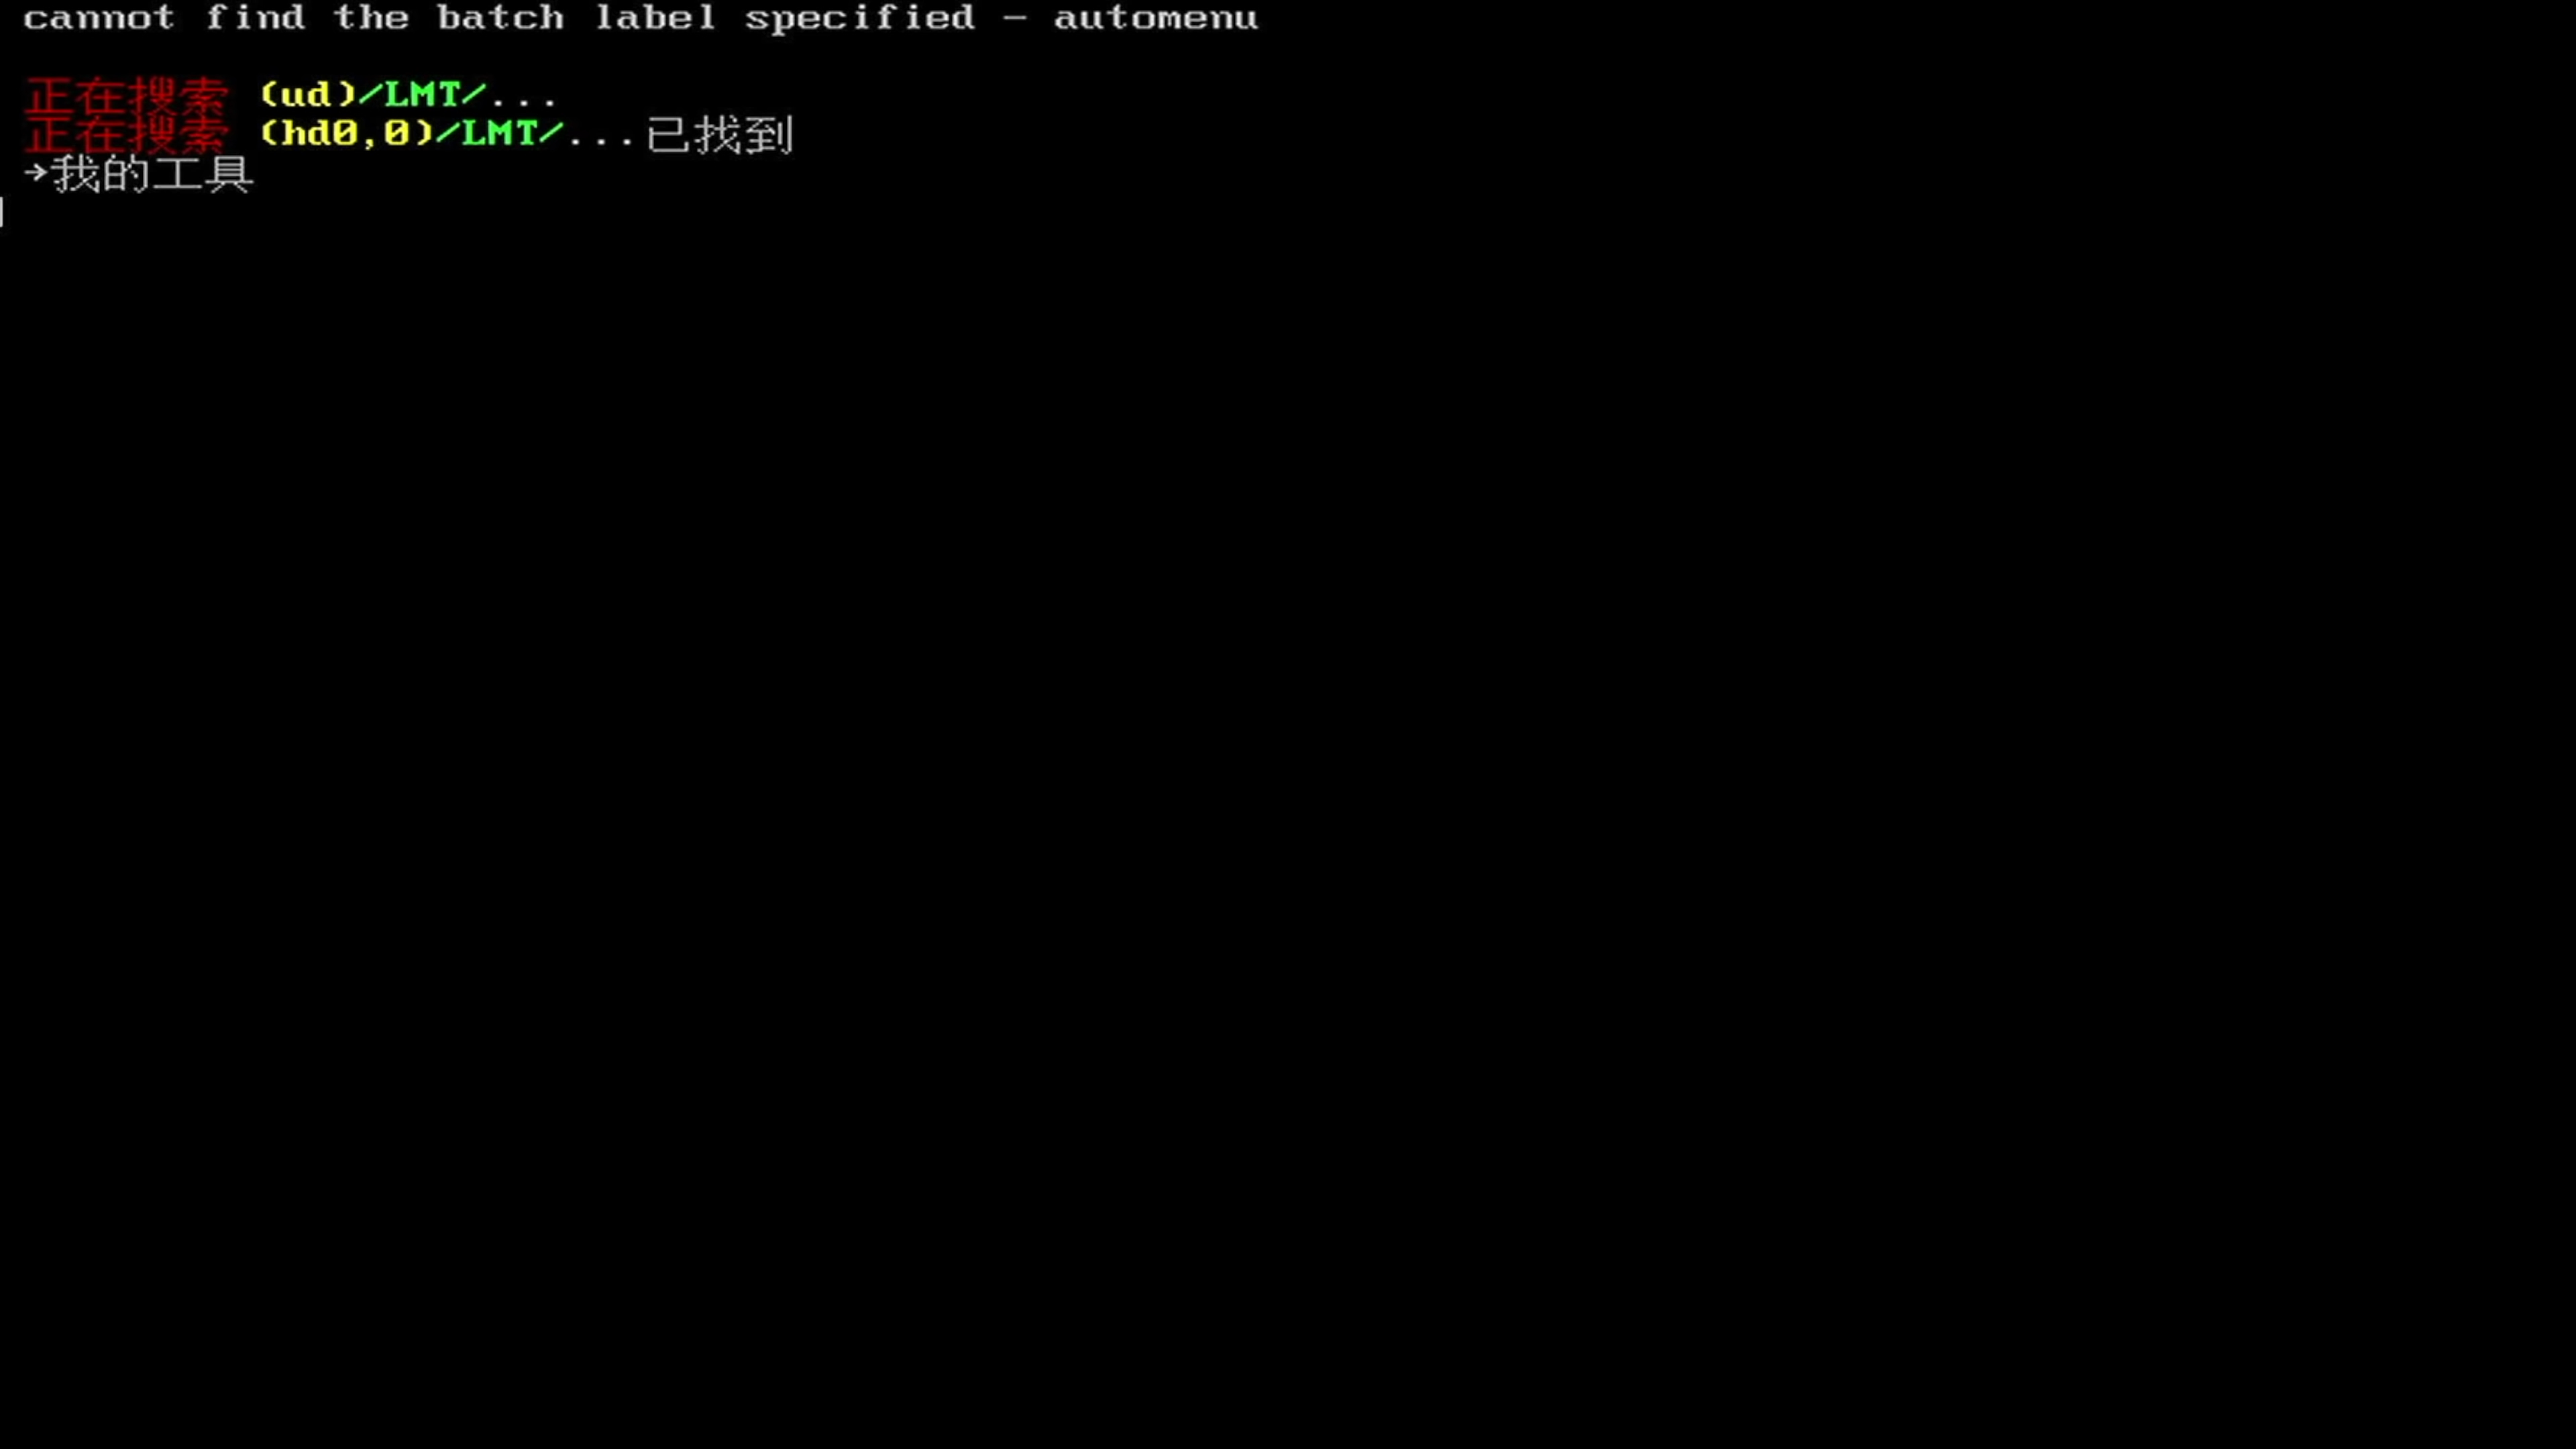 cannot find the batch label specified - automenu
正在搜索 (ud)/LMT/...
正在搜索 (hd0,0)/LMT/...已找到
→我的工具